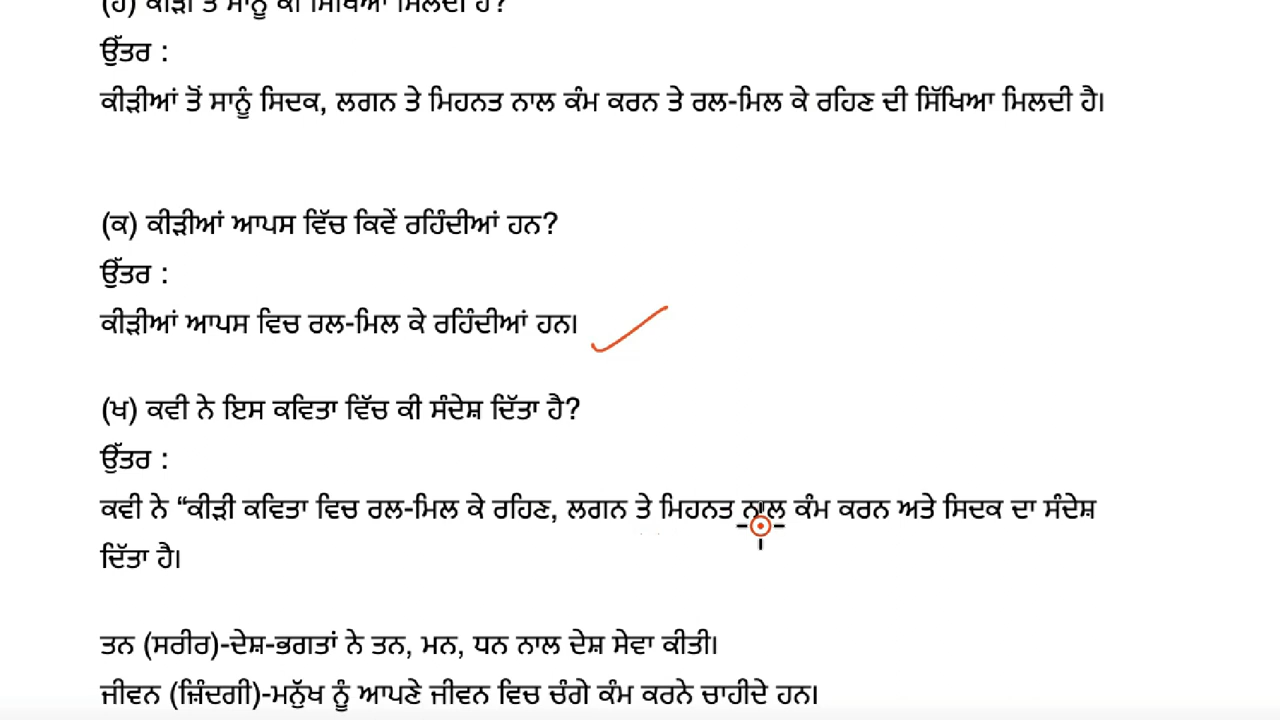 (ਹ) ਕੀੜੀ ਤੋਂ ਸਾਨੂੰ ਕੀ ਸਿੱਖਿਆ ਮਿਲਦੀ ਹੈ?
ਉੱਤਰ :
ਕੀੜੀਆਂ ਤੋਂ ਸਾਨੂੰ ਸਿਦਕ, ਲਗਨ ਤੇ ਮਿਹਨਤ ਨਾਲ ਕੰਮ ਕਰਨ ਤੇ ਰਲ-ਮਿਲ ਕੇ ਰਹਿਣ ਦੀ ਸਿੱਖਿਆ ਮਿਲਦੀ ਹੈ।
(ਕ) ਕੀੜੀਆਂ ਆਪਸ ਵਿੱਚ ਕਿਵੇਂ ਰਹਿੰਦੀਆਂ ਹਨ?
ਉੱਤਰ :
ਕੀੜੀਆਂ ਆਪਸ ਵਿਚ ਰਲ-ਮਿਲ ਕੇ ਰਹਿੰਦੀਆਂ ਹਨ।
(ਖ) ਕਵੀ ਨੇ ਇਸ ਕਵਿਤਾ ਵਿੱਚ ਕੀ ਸੰਦੇਸ਼ ਦਿੱਤਾ ਹੈ?
ਉੱਤਰ :
ਕਵੀ ਨੇ “ਕੀੜੀ ਕਵਿਤਾ ਵਿਚ ਰਲ-ਮਿਲ ਕੇ ਰਹਿਣ, ਲਗਨ ਤੇ ਮਿਹਨਤ ਨਾਲ ਕੰਮ ਕਰਨ ਅਤੇ ਸਿਦਕ ਦਾ ਸੰਦੇਸ਼
ਦਿੱਤਾ ਹੈ।
ਤਨ (ਸਰੀਰ)-ਦੇਸ਼-ਭਗਤਾਂ ਨੇ ਤਨ, ਮਨ, ਧਨ ਨਾਲ ਦੇਸ਼ ਸੇਵਾ ਕੀਤੀ।
ਜੀਵਨ (ਜ਼ਿੰਦਗੀ)-ਮਨੁੱਖ ਨੂੰ ਆਪਣੇ ਜੀਵਨ ਵਿਚ ਚੰਗੇ ਕੰਮ ਕਰਨੇ ਚਾਹੀਦੇ ਹਨ।